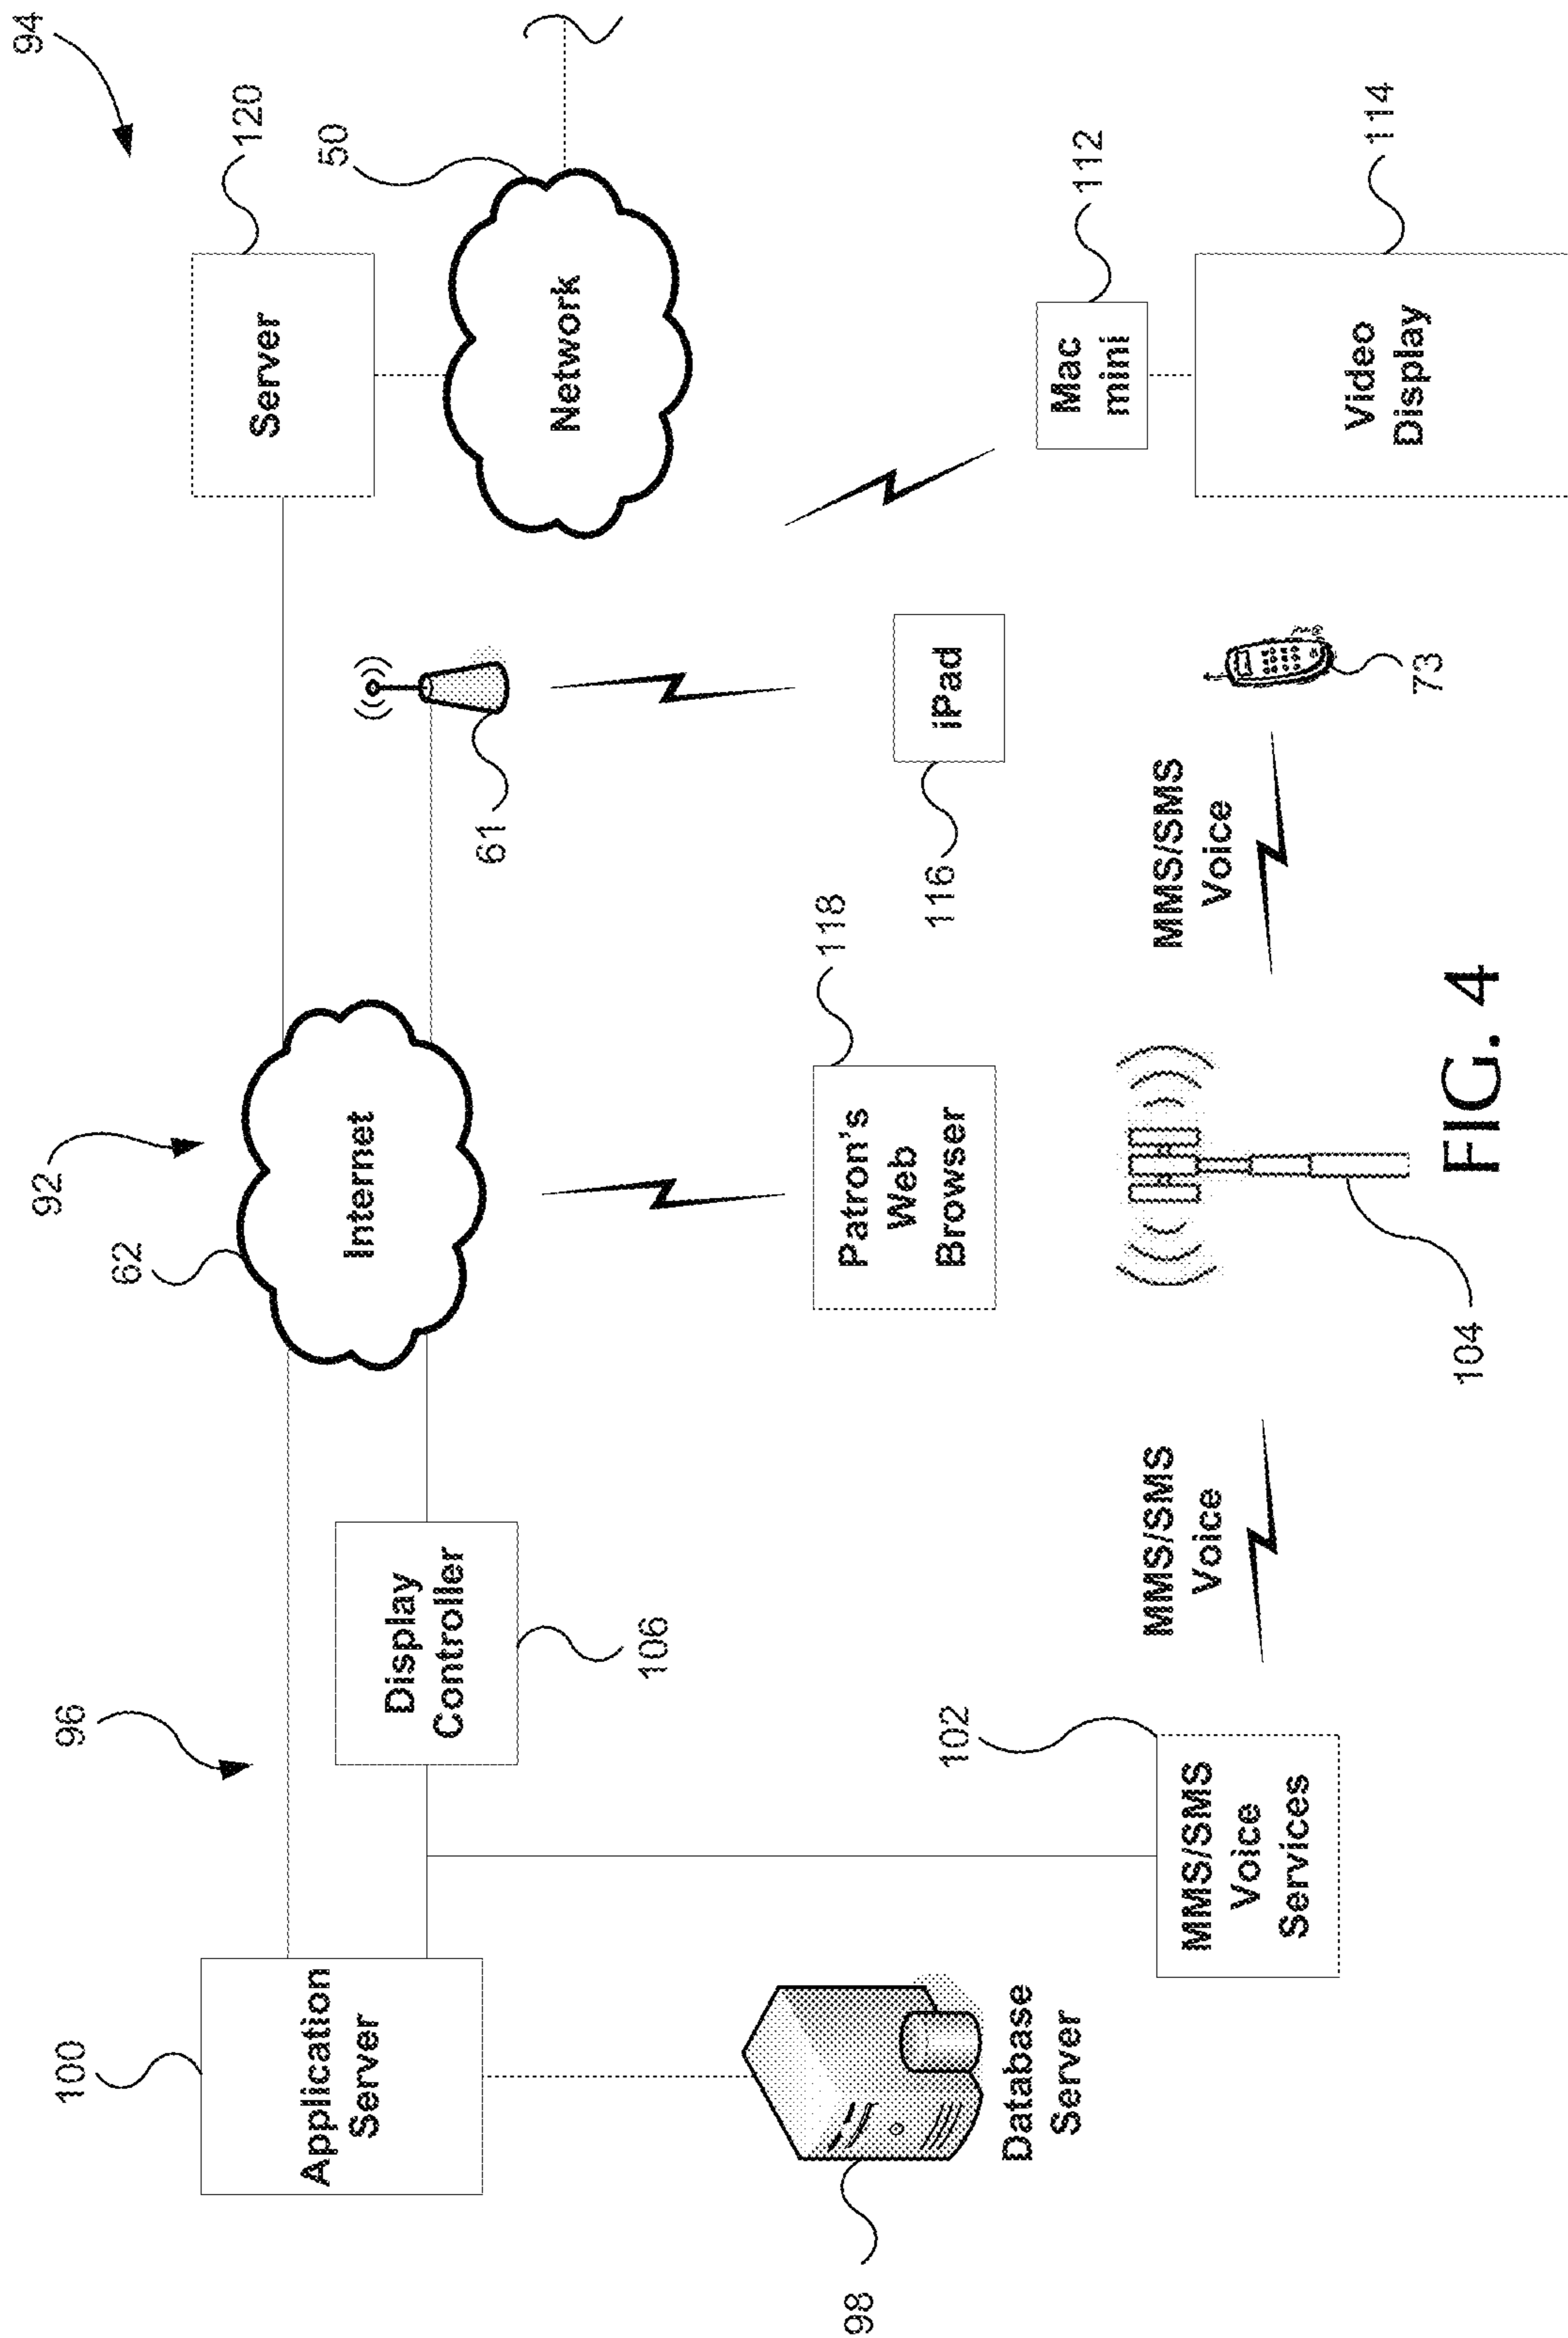 92
94
96
62
100
Application
Server
Display
Controller
106
Internet
61
Server
120
50
Network
98
Database
Server
102
MMS/SMS
Voice
Services
Patron's
Web
Browser
118
iPad
116
Mac
mini
112
Video
Display
114
MMS/SMS
Voice
104
MMS/SMS
Voice
73
FIG. 4